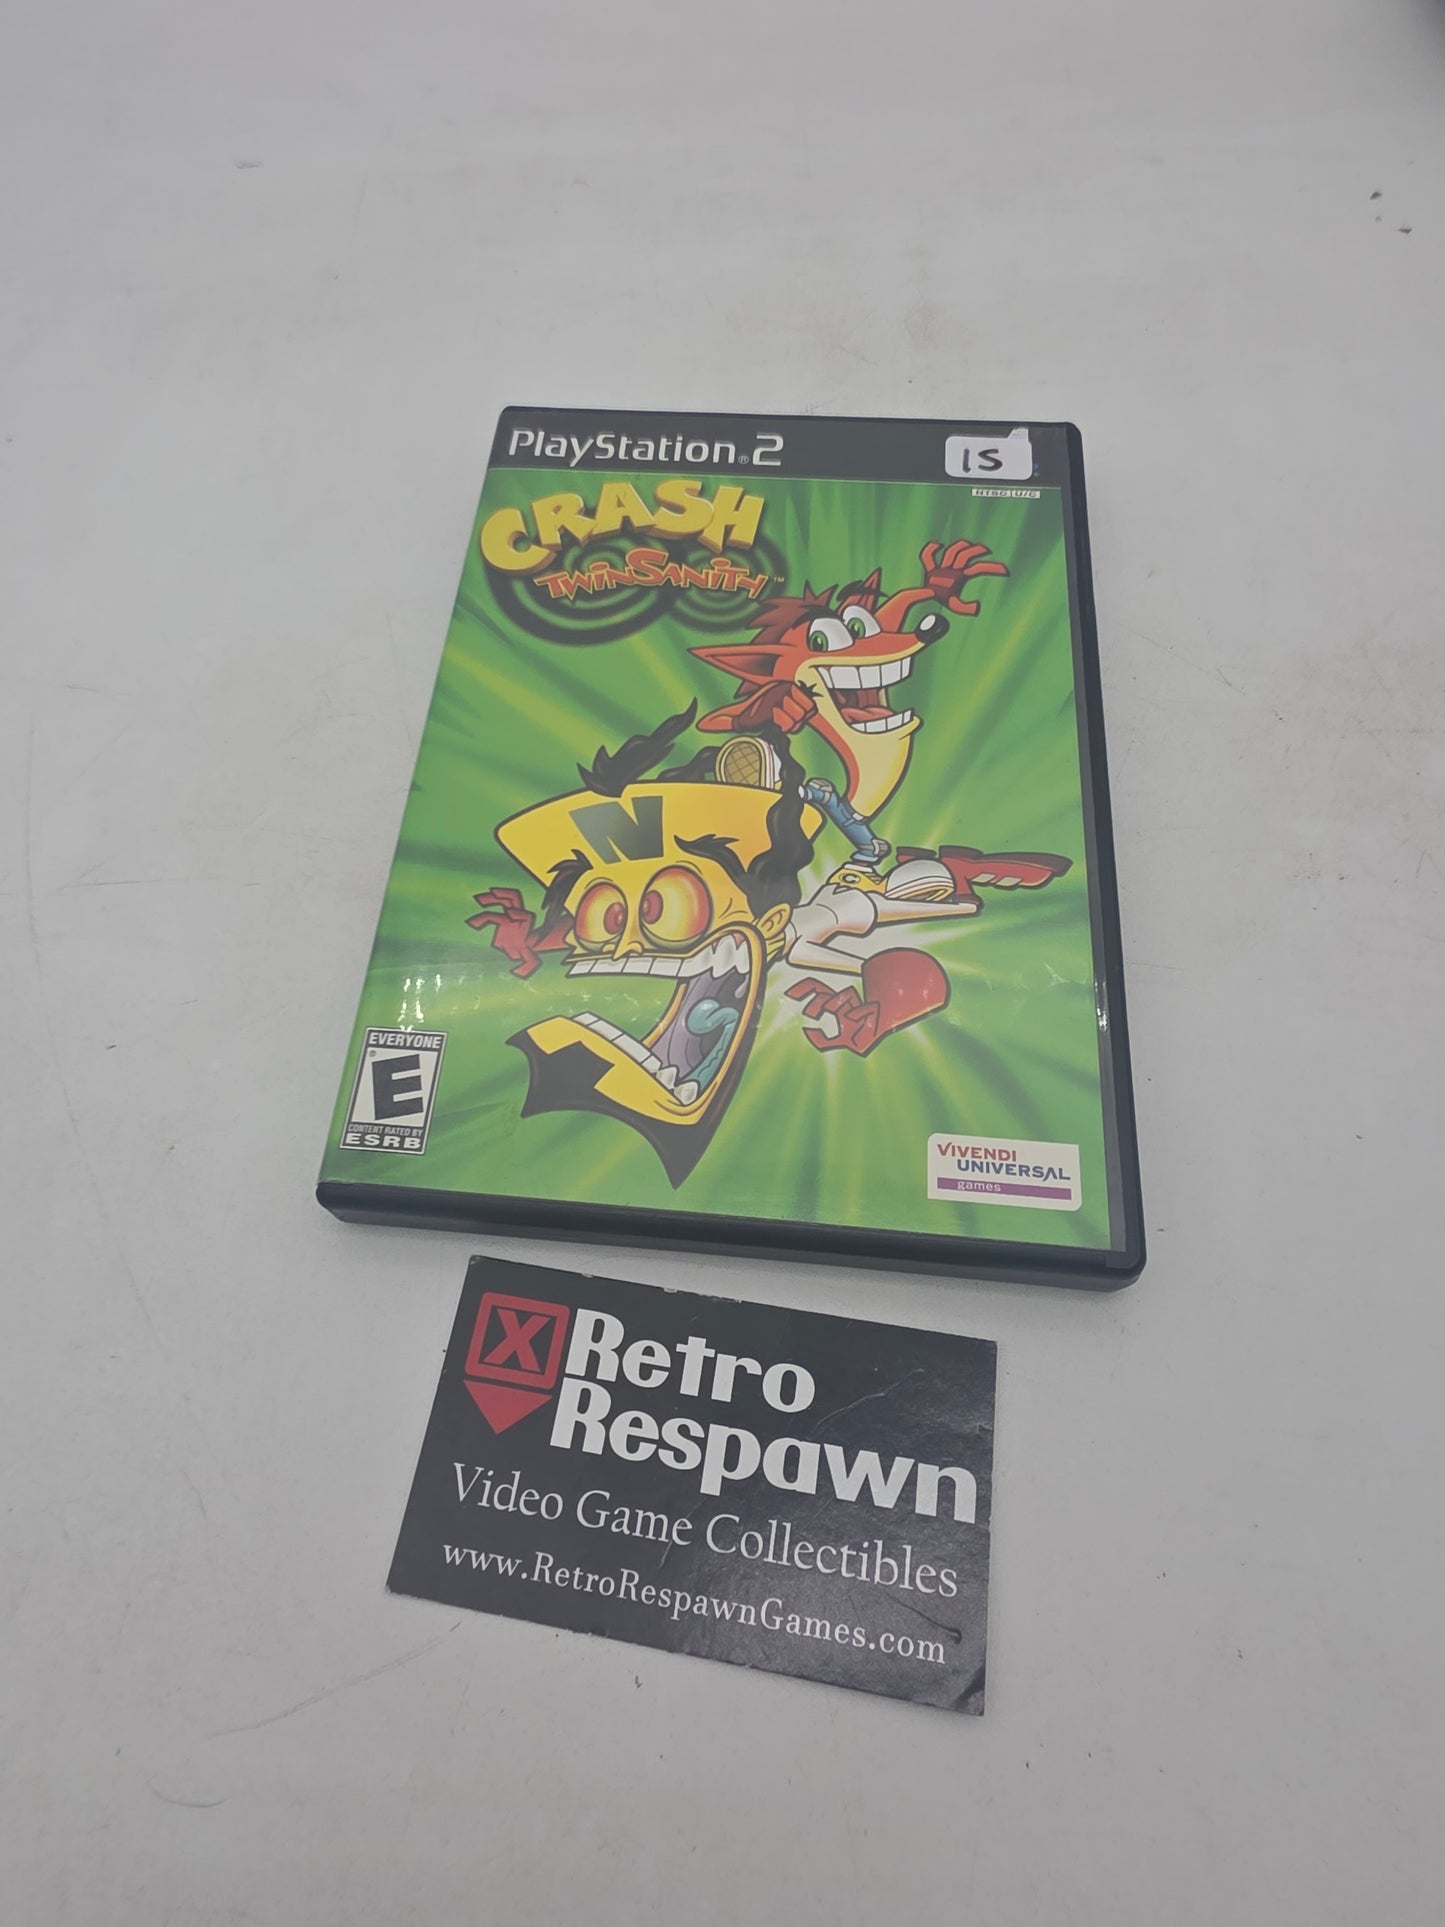 PlayStation®2
15
NTSC U/C
CRASH
TWINSANITY™
N
EVERYONE
E
CONTENT RATED BY
ESRB
VIVENDI
UNIVERSAL
games
X Retro
Respawn
Video Game Collectibles
www.RetroRespawnGames.com